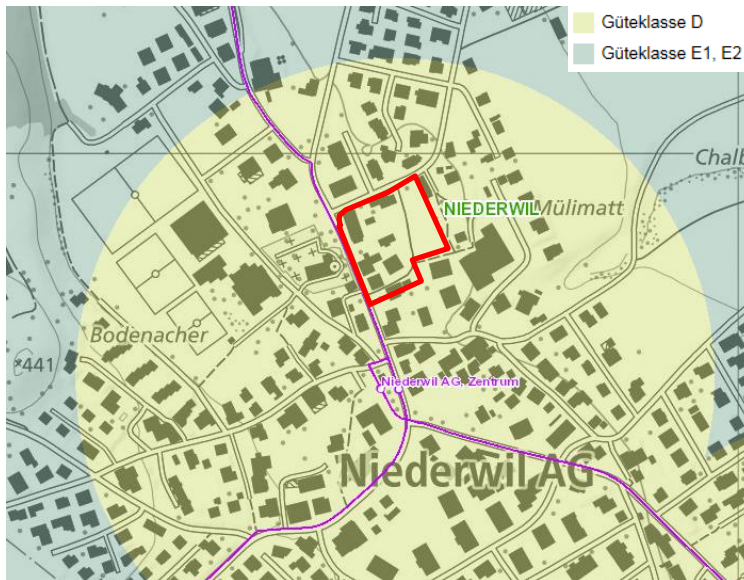 Güteklasse D
Güteklasse E1, E2
Chalb
NIEDERWIL
Mülimatt
Bodenacher
441
Niederwil AG, Zentrum
Niederwil AG